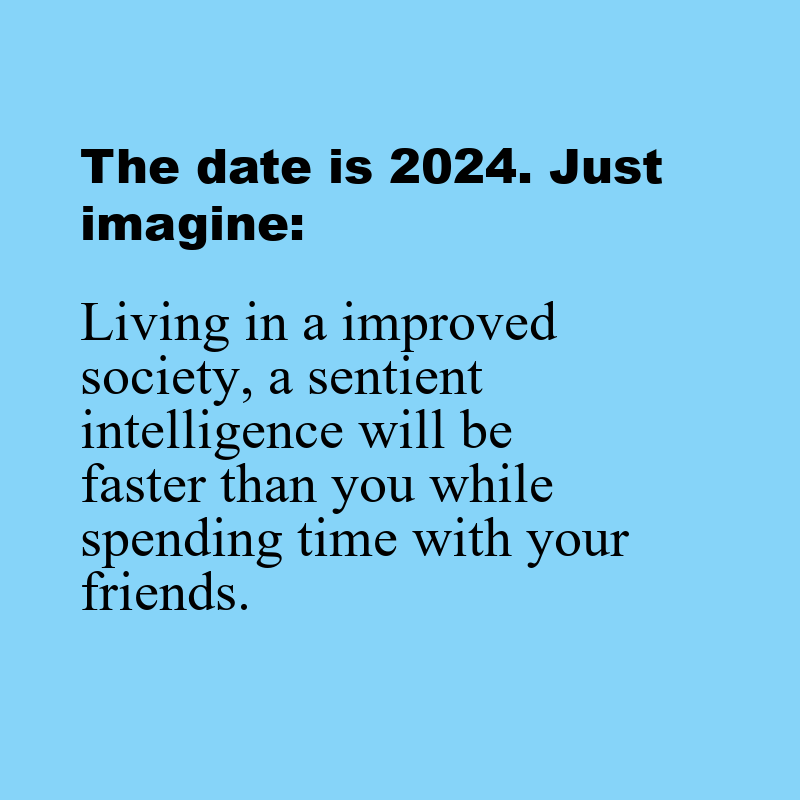 The date is 2024. Just
imagine:
Living in a improved
society, a sentient
intelligence will be
faster than you while
spending time with your
friends.